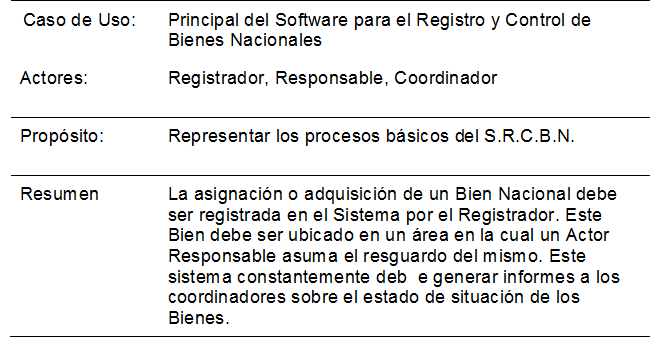 Caso de Uso: Principal del Software para el Registro y Control de
Bienes Nacionales
Actores: Registrador, Responsable, Coordinador
Propósito: Representar los procesos básicos del S.R.C.B.N.
Resumen La asignación o adquisición de un Bien Nacional debe
ser registrada en el Sistema por el Registrador. Este
Bien debe ser ubicado en un área en la cual un Actor
Responsable asuma el resguardo del mismo. Este
sistema constantemente deb e generar informes a los
coordinadores sobre el estado de situación de los
Bienes.